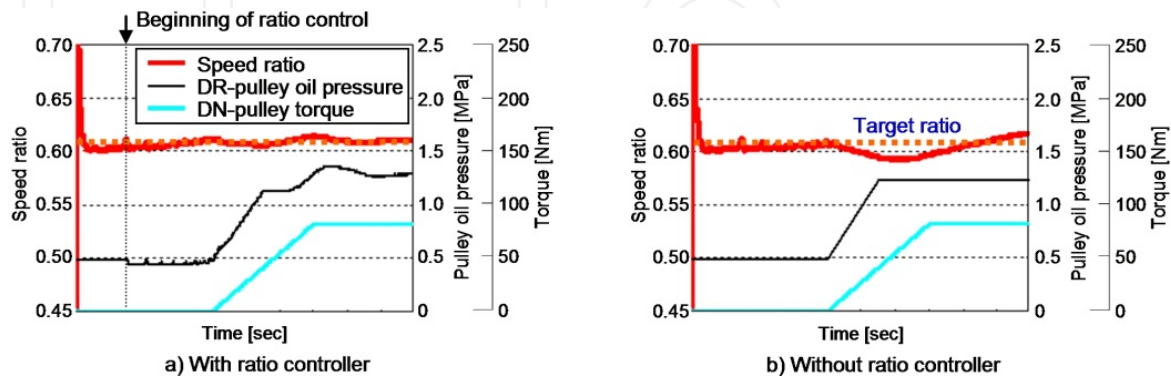 Beginning of ratio control
Speed ratio
DR-pulley oil pressure
DN-pulley torque
0.70
0.65
0.60
0.55
0.50
0.45
Speed ratio
2.5
2.0
1.5
1.0
0.5
0
Pulley oil pressure [MPa]
250
200
150
100
50
0
Torque [Nm]
Time [sec]
a) With ratio controller
Target ratio
0.70
0.65
0.60
0.55
0.50
0.45
Speed ratio
2.5
2.0
1.5
1.0
0.5
0
Pulley oil pressure [MPa]
250
200
150
100
50
0
Torque [Nm]
Time [sec]
b) Without ratio controller